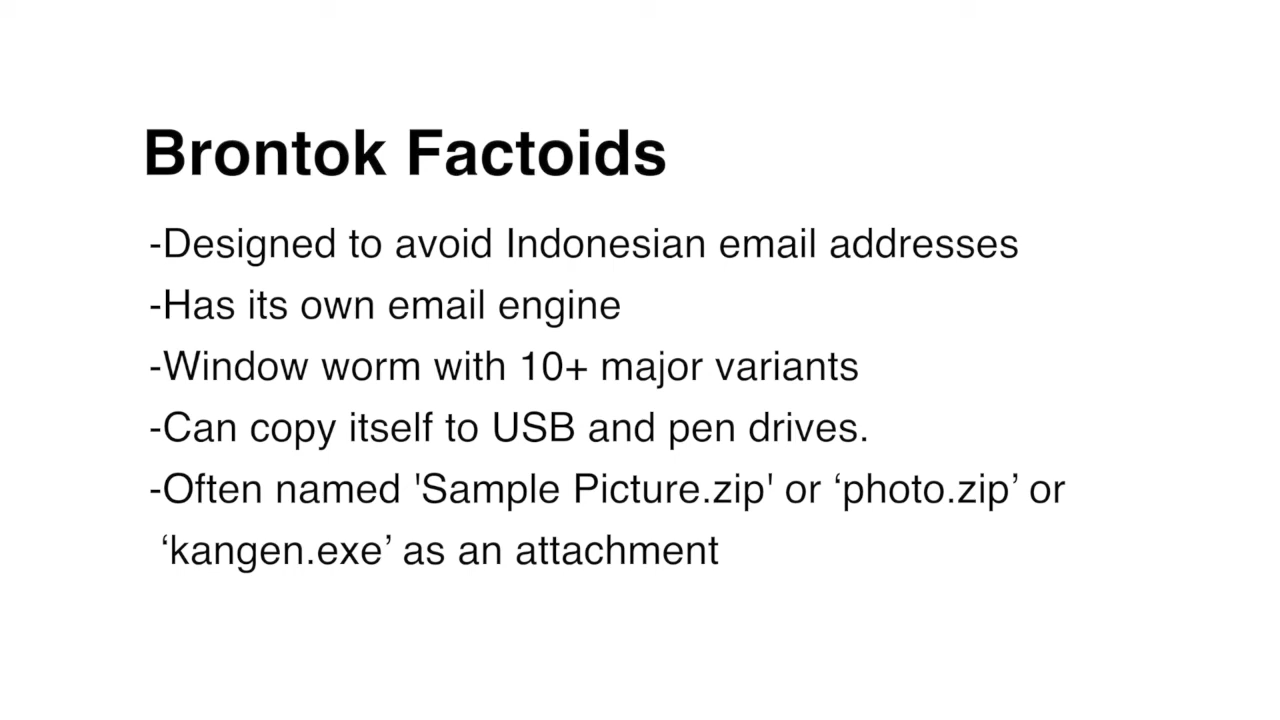 Brontok Factoids
-Designed to avoid Indonesian email addresses
-Has its own email engine
-Window worm with 10+ major variants
-Can copy itself to USB and pen drives.
-Often named 'Sample Picture.zip' or ‘photo.zip’ or
‘kangen.exe’ as an attachment